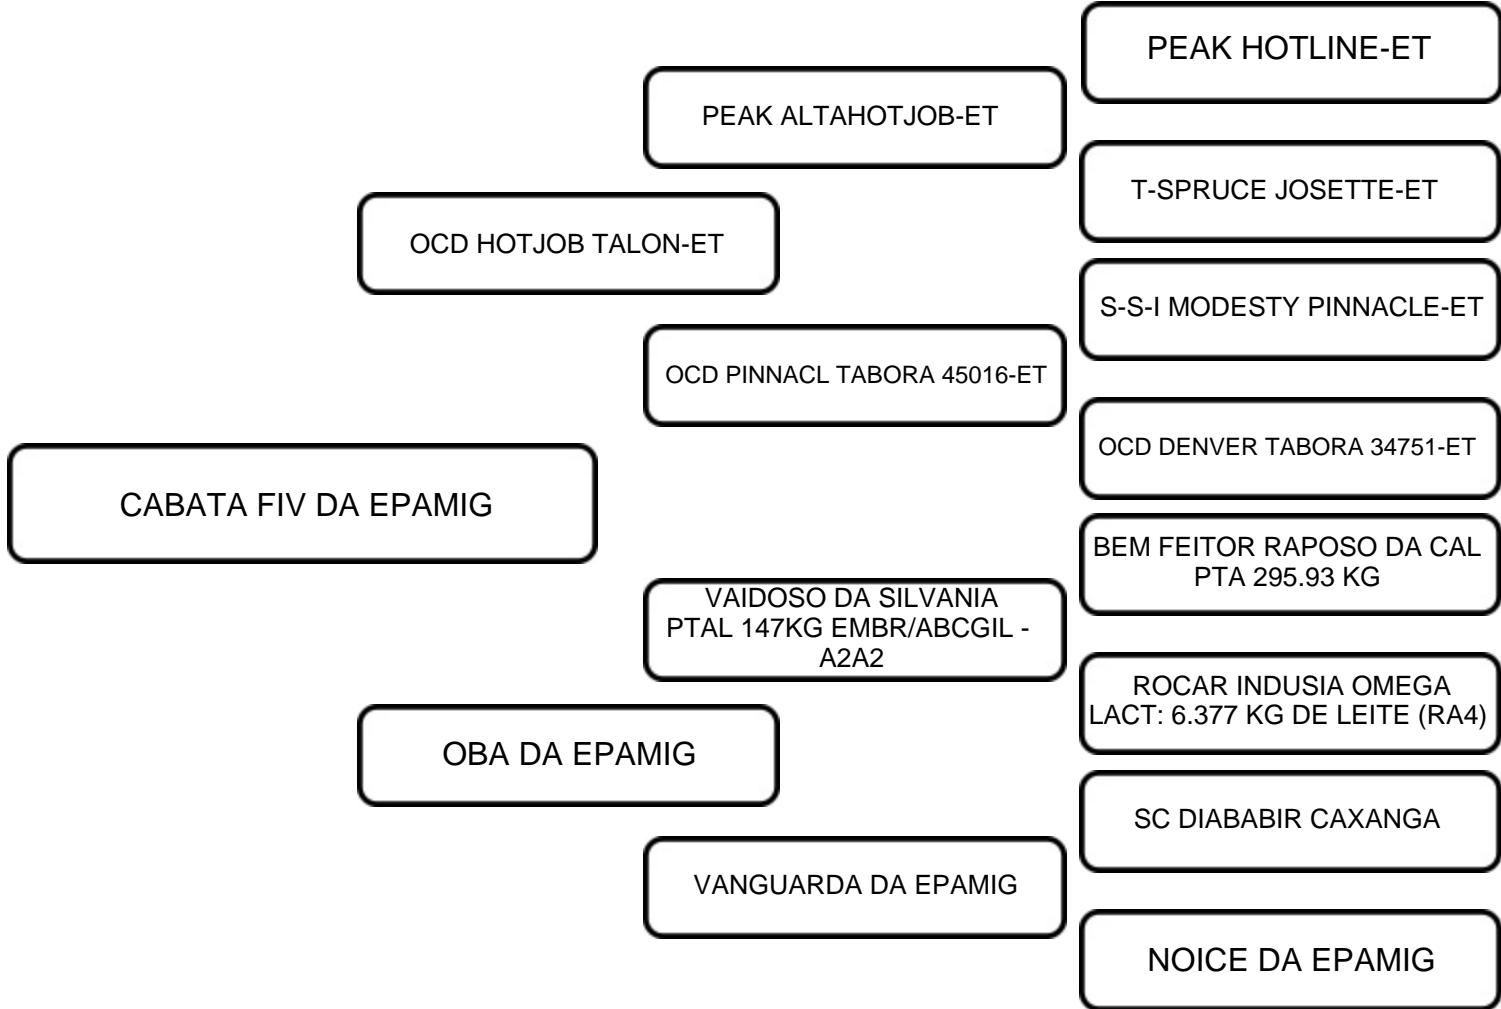 PEAK HOTLINE-ET
PEAK ALTAHOTJOB-ET
T-SPRUCE JOSETTE-ET
OCD HOTJOB TALON-ET
S-S-I MODESTY PINNACLE-ET
OCD PINNACL TABORA 45016-ET
OCD DENVER TABORA 34751-ET
CABATA FIV DA EPAMIG
BEM FEITOR RAPOSO DA CAL
PTA 295.93 KG
VAIDOSO DA SILVANIA
PTAL 147KG EMBR/ABCGIL -
A2A2
ROCAR INDUSIA OMEGA
LACT: 6.377 KG DE LEITE (RA4)
OBA DA EPAMIG
SC DIABABIR CAXANGA
VANGUARDA DA EPAMIG
NOICE DA EPAMIG